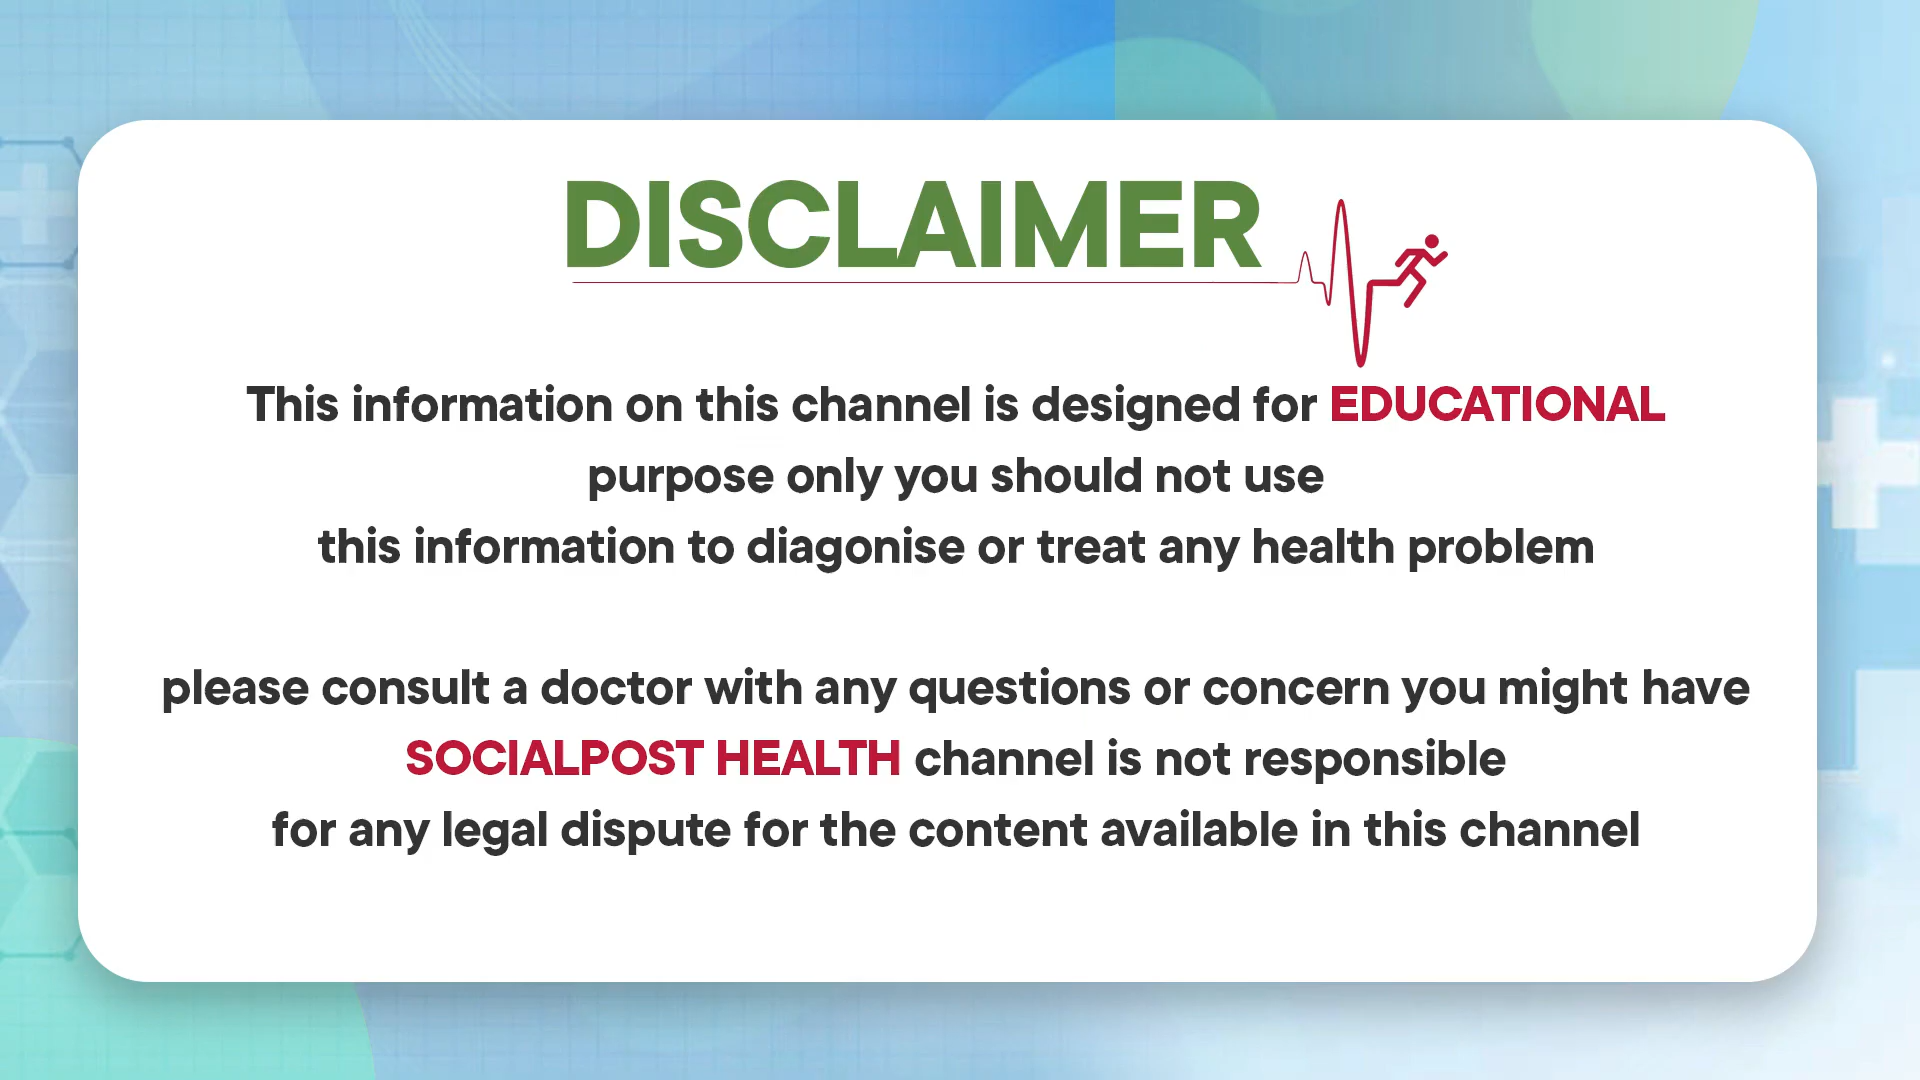 DISCLAIMER
This information on this channel is designed for EDUCATIONAL
purpose only you should not use
this information to diagonise or treat any health problem
please consult a doctor with any questions or concern you might have
SOCIALPOST HEALTH channel is not responsible
for any legal dispute for the content available in this channel